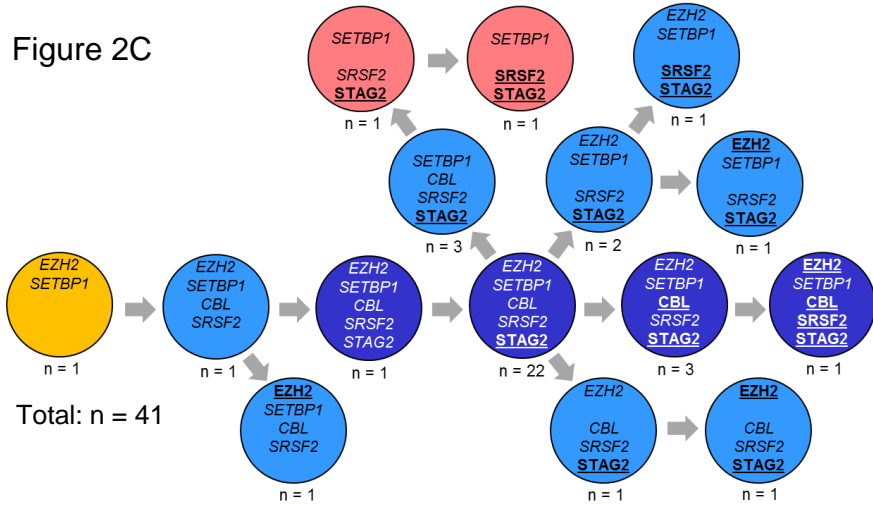 Figure 2C
SETBP1
SRSF2
STAG2
n = 1
SETBP1
SRSF2
STAG2
n = 1
EZH2
SETBP1
SRSF2
STAG2
n = 1
SETBP1
CBL
SRSF2
STAG2
n = 3
EZH2
SETBP1
SRSF2
STAG2
n = 2
EZH2
SETBP1
SRSF2
STAG2
n = 1
EZH2
SETBP1
n = 1
EZH2
SETBP1
CBL
SRSF2
n = 1
EZH2
SETBP1
CBL
SRSF2
STAG2
n = 1
EZH2
SETBP1
CBL
SRSF2
STAG2
n = 22
EZH2
SETBP1
CBL
SRSF2
STAG2
n = 3
EZH2
SETBP1
CBL
SRSF2
STAG2
n = 1
Total: n = 41
EZH2
SETBP1
CBL
SRSF2
n = 1
EZH2
CBL
SRSF2
STAG2
n = 1
EZH2
CBL
SRSF2
STAG2
n = 1